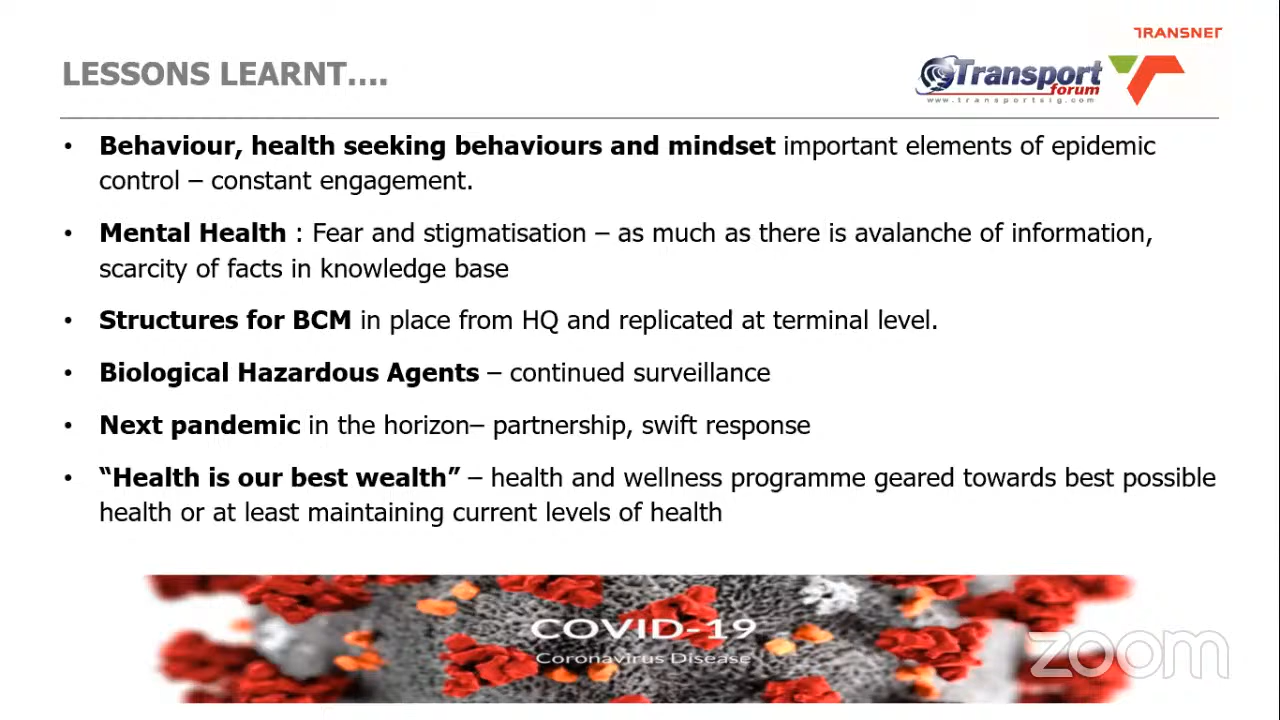 TRANSNET
LESSONS LEARNT....
Transport
forum
www.transportsig.com
• Behaviour, health seeking behaviours and mindset important elements of epidemic
control – constant engagement.
• Mental Health : Fear and stigmatisation – as much as there is avalanche of information,
scarcity of facts in knowledge base
• Structures for BCM in place from HQ and replicated at terminal level.
• Biological Hazardous Agents – continued surveillance
• Next pandemic in the horizon– partnership, swift response
• “Health is our best wealth” – health and wellness programme geared towards best possible
health or at least maintaining current levels of health
COVID-19
Coronavirus Disease
zoom